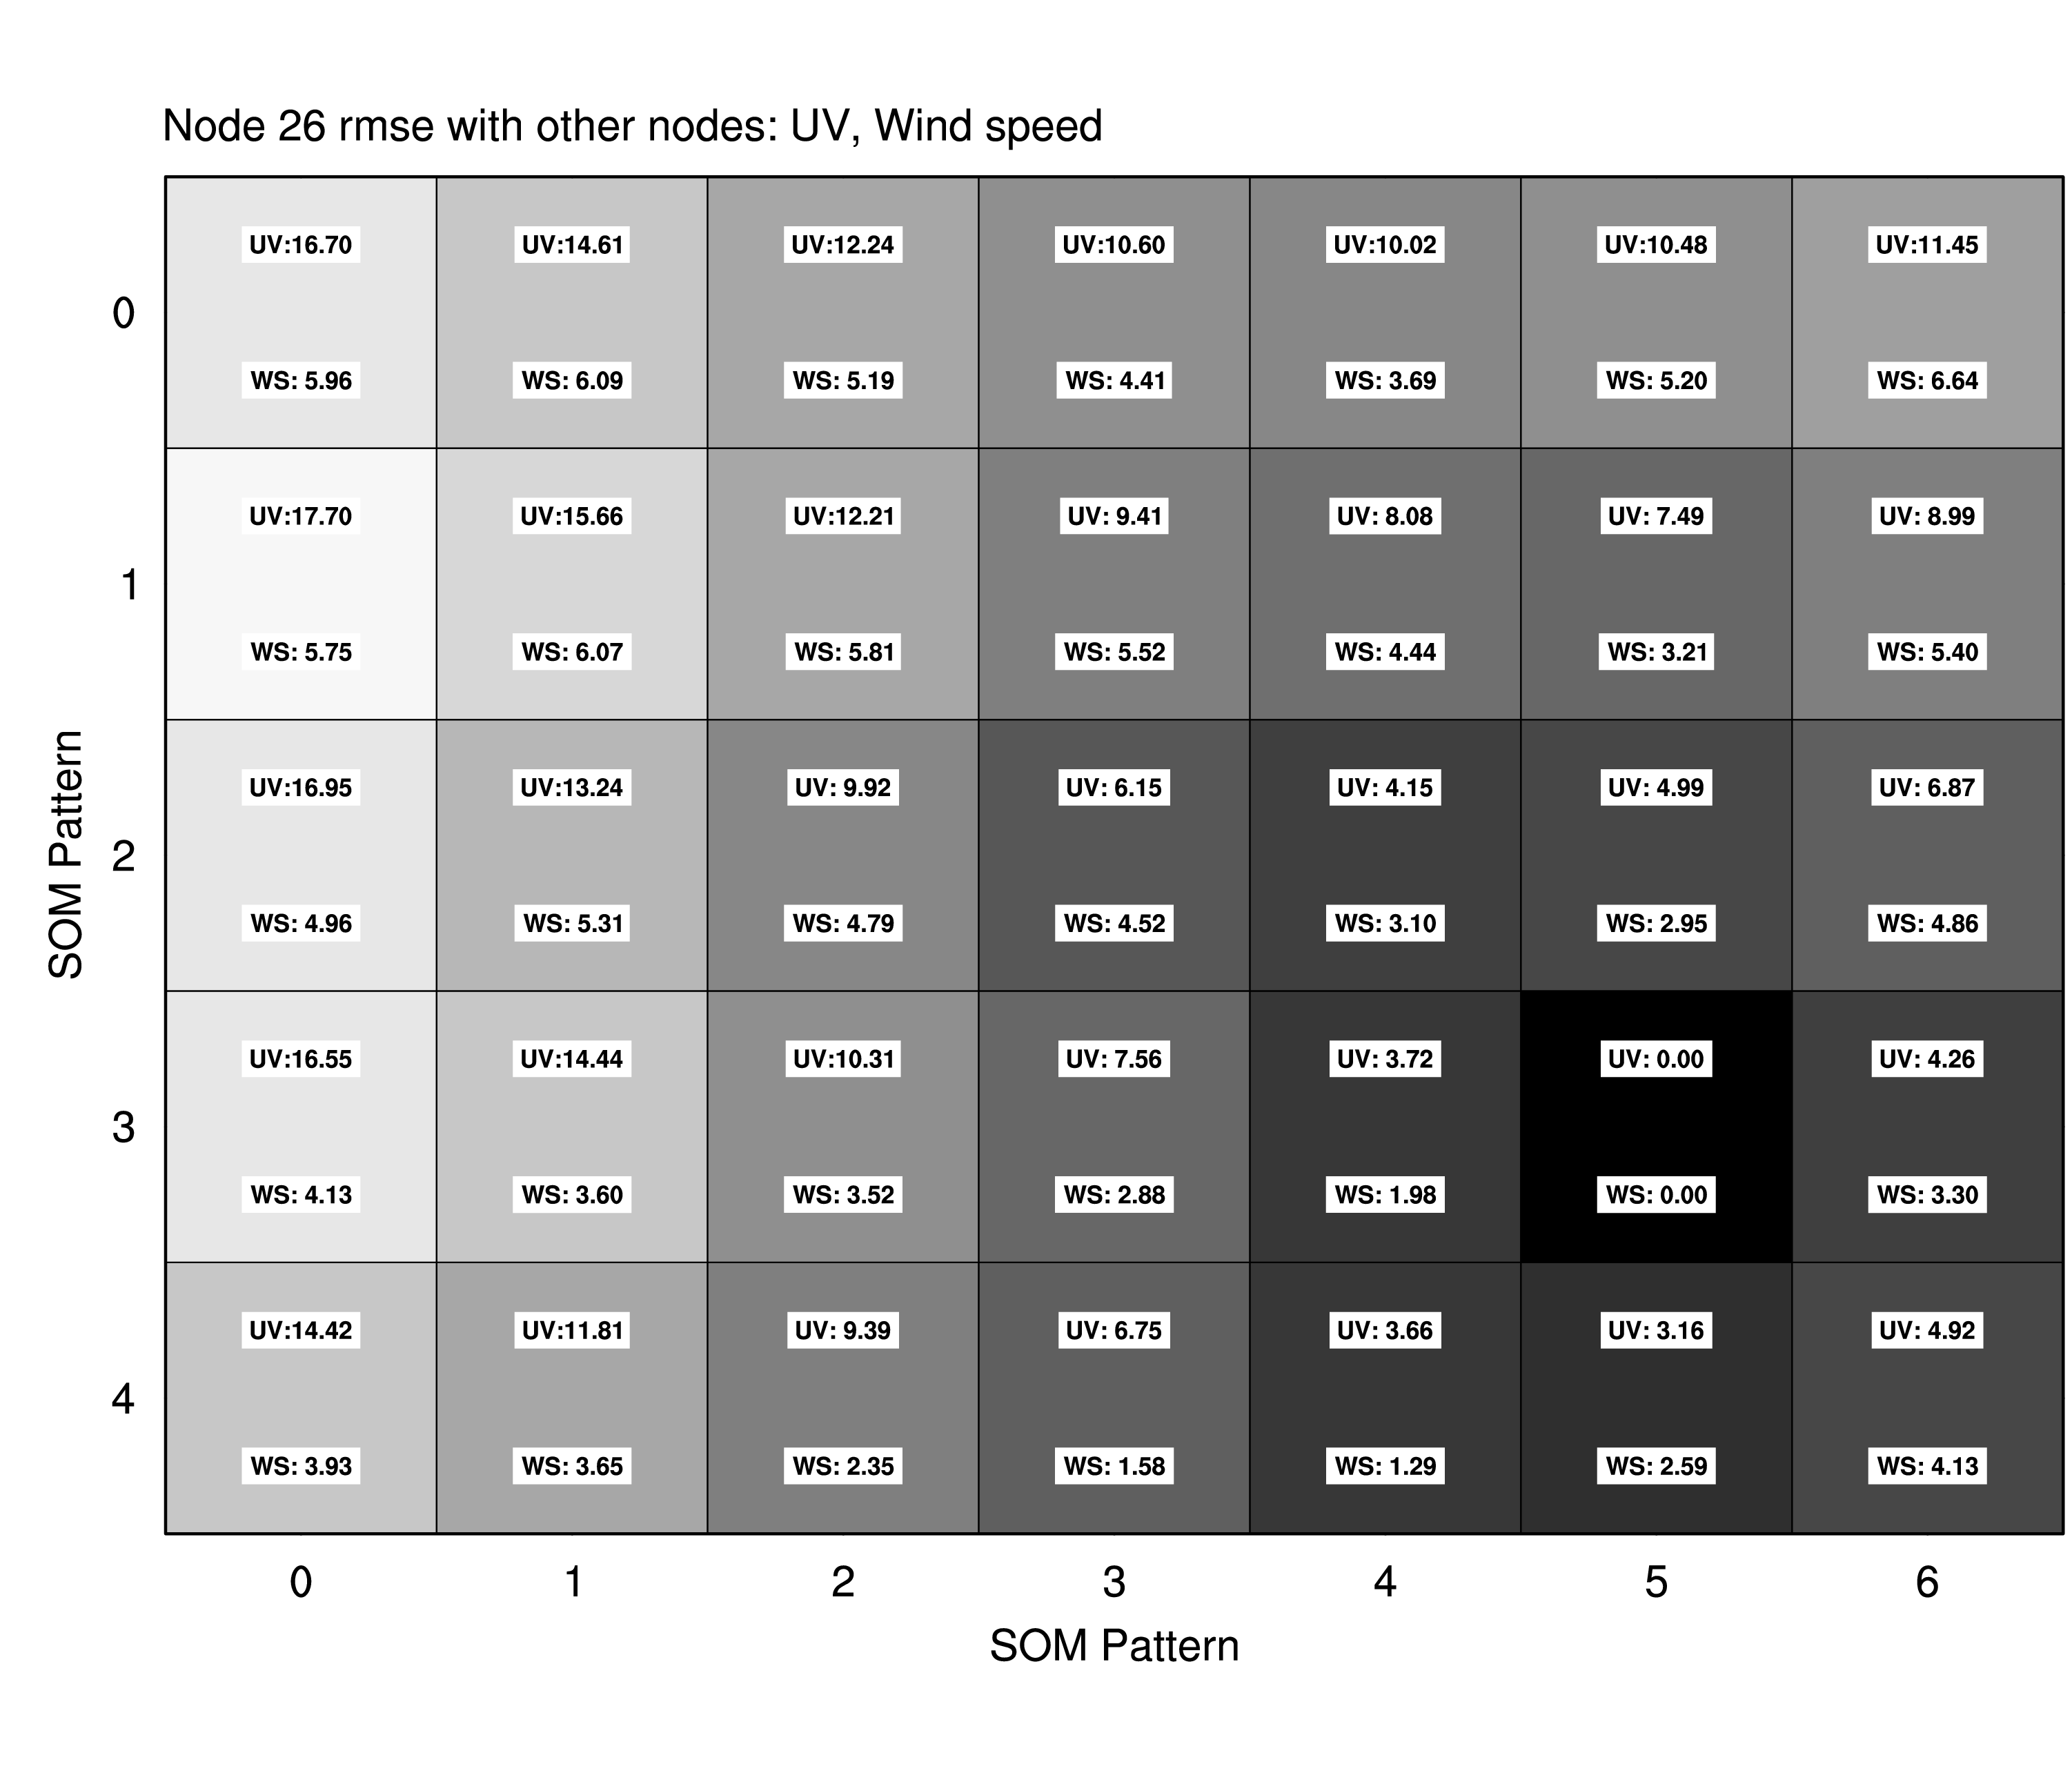 Node 26 rmse with other nodes: UV, Wind speed
UV:16.70 UV:14.61 UV:12.24 UV:10.60 UV:10.02 UV:10.48 UV:11.45
0
WS: 5.96 WS: 6.09 WS: 5.19 WS: 4.41 WS: 3.69 WS: 5.20 WS: 6.64
UV:17.70 UV:15.66 UV:12.21 UV: 9.41 UV: 8.08 UV: 7.49 UV: 8.99
1
WS: 5.75 WS: 6.07 WS: 5.81 WS: 5.52 WS: 4.44 WS: 3.21 WS: 5.40
UV:16.95 UV:13.24 UV: 9.92 UV: 6.15 UV: 4.15 UV: 4.99 UV: 6.87
SOM Pattern
2
WS: 4.96 WS: 5.31 WS: 4.79 WS: 4.52 WS: 3.10 WS: 2.95 WS: 4.86
UV:16.55 UV:14.44 UV:10.31 UV: 7.56 UV: 3.72 UV: 0.00 UV: 4.26
3
WS: 4.13 WS: 3.60 WS: 3.52 WS: 2.88 WS: 1.98 WS: 0.00 WS: 3.30
UV:14.42 UV:11.81 UV: 9.39 UV: 6.75 UV: 3.66 UV: 3.16 UV: 4.92
4
WS: 3.93 WS: 3.65 WS: 2.35 WS: 1.58 WS: 1.29 WS: 2.59 WS: 4.13
0 1 2 3 4 5 6
SOM Pattern